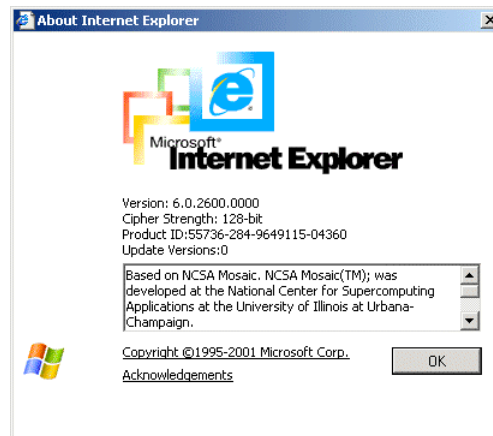 About Internet Explorer
Microsoft®
Internet Explorer
Version: 6.0.2600.0000
Cipher Strength: 128-bit
Product ID:55736-284-9649115-04360
Update Versions:0
Based on NCSA Mosaic. NCSA Mosaic(TM); was
developed at the National Center for Supercomputing
Applications at the University of Illinois at Urbana-
Champaign.
Copyright ©1995-2001 Microsoft Corp.
OK
Acknowledgements